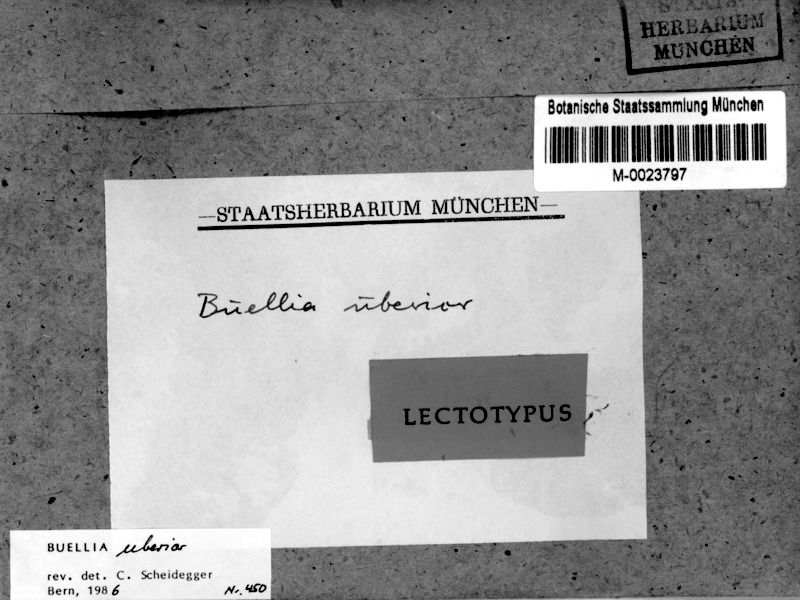 STAATS-
HERBARIUM
MÜNCHEN
Botanische Staatssammlung München
M-0023797
—STAATSHERBARIUM MÜNCHEN—
Buellia uberior
LECTOTYPUS
BUELLIA uberior
rev. det. C. Scheidegger
Bern, 1986 Nr. 450